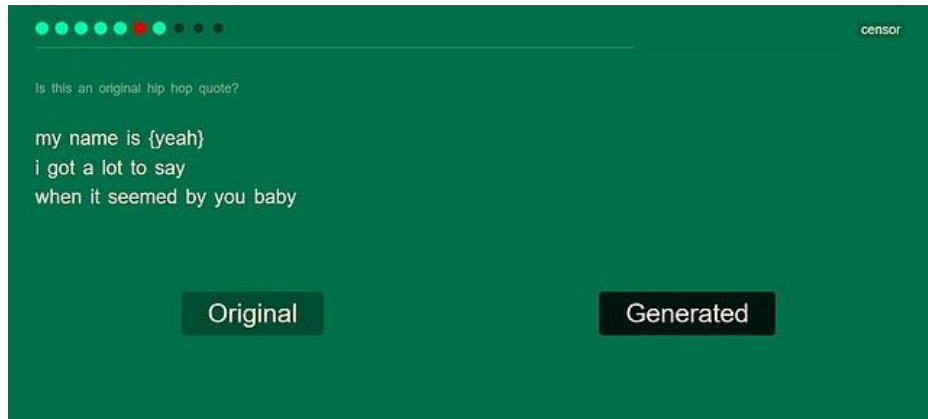 censor
Is this an original hip hop quote?
my name is {yeah}
i got a lot to say
when it seemed by you baby
Original
Generated